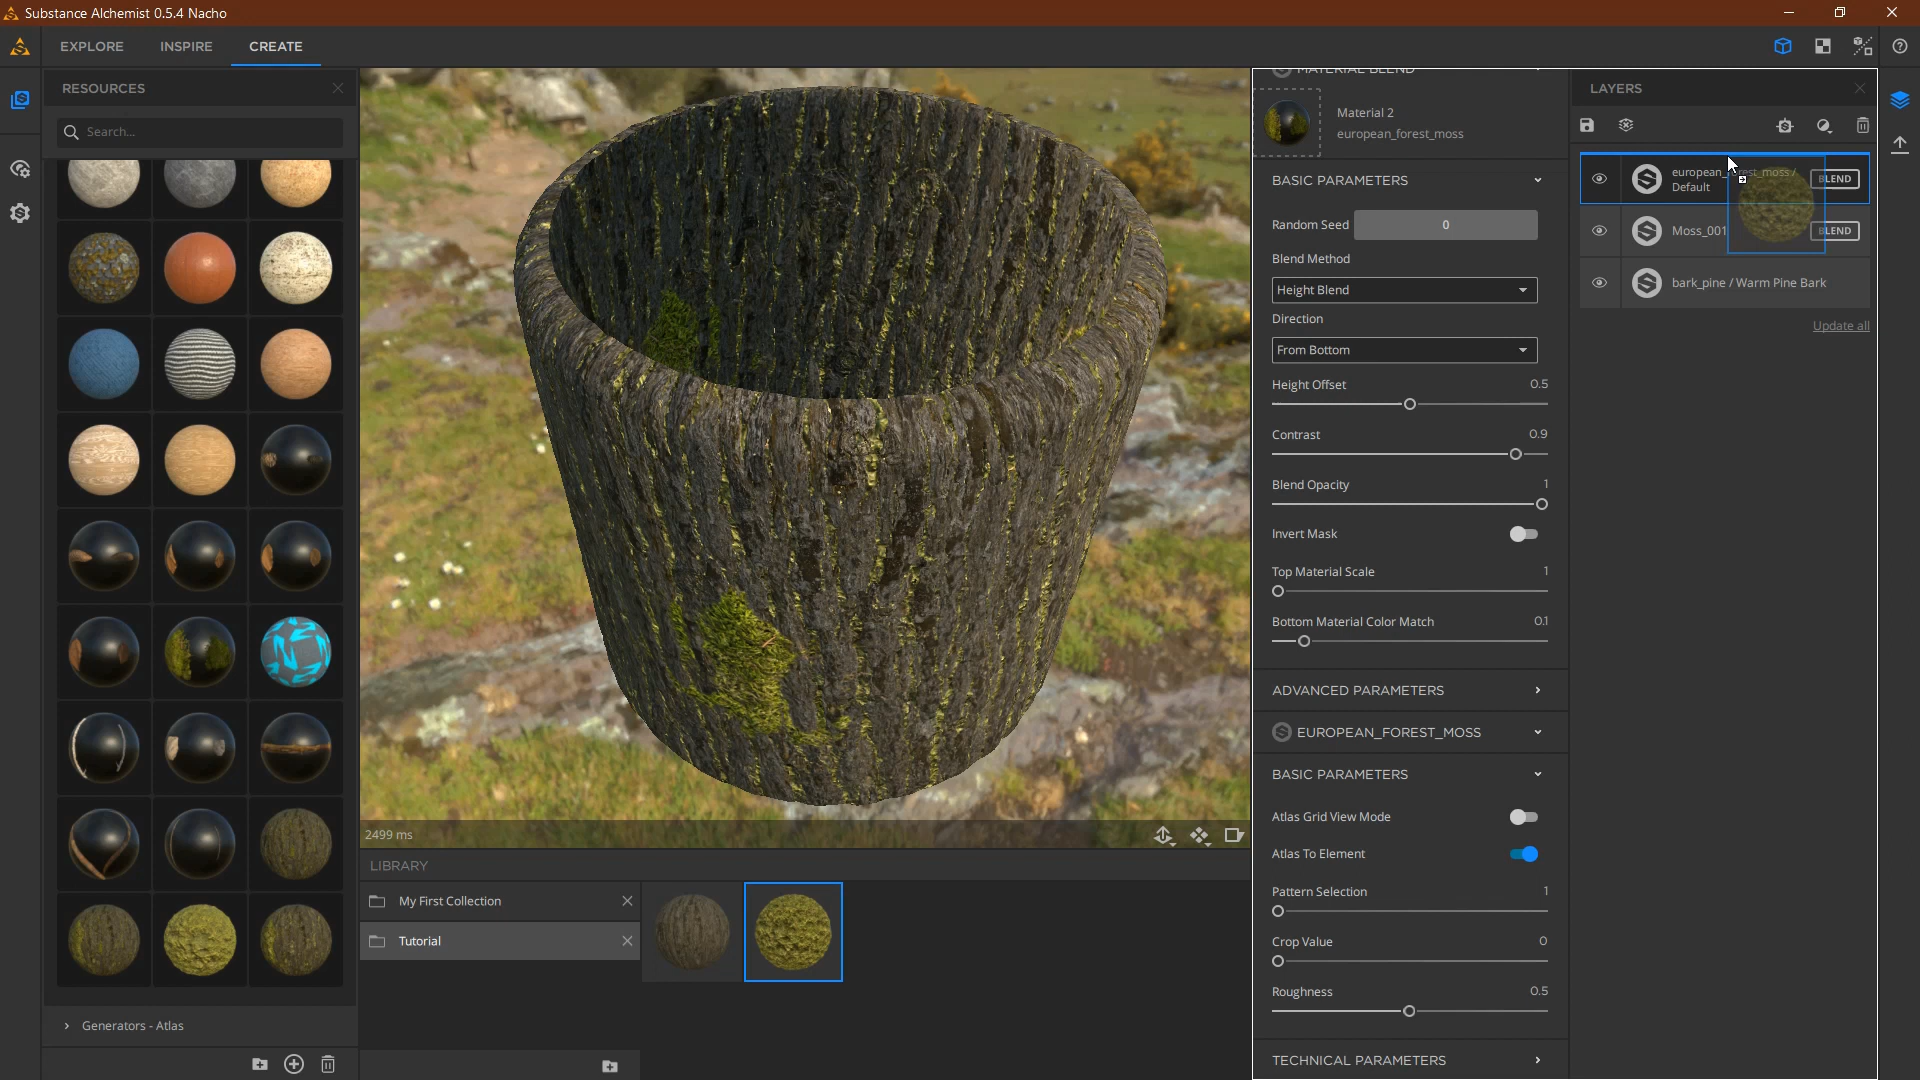 Substance Alchemist 0.5.4 Nacho
EXPLORE
INSPIRE
CREATE
RESOURCES
Search...
Generators - Atlas
2499 ms
LIBRARY
My First Collection
Tutorial
MATERIAL BLEND
Material 2
european_forest_moss
BASIC PARAMETERS
Random Seed
0
Blend Method
Height Blend
Direction
From Bottom
Height Offset
0.5
Contrast
0.9
Blend Opacity
1
Invert Mask
Top Material Scale
1
Bottom Material Color Match
0.1
ADVANCED PARAMETERS
EUROPEAN_FOREST_MOSS
BASIC PARAMETERS
Atlas Grid View Mode
Atlas To Element
Pattern Selection
1
Crop Value
0
Roughness
0.5
TECHNICAL PARAMETERS
LAYERS
european_forest_moss /
Default
BLEND
Moss_001
BLEND
bark_pine / Warm Pine Bark
Update all